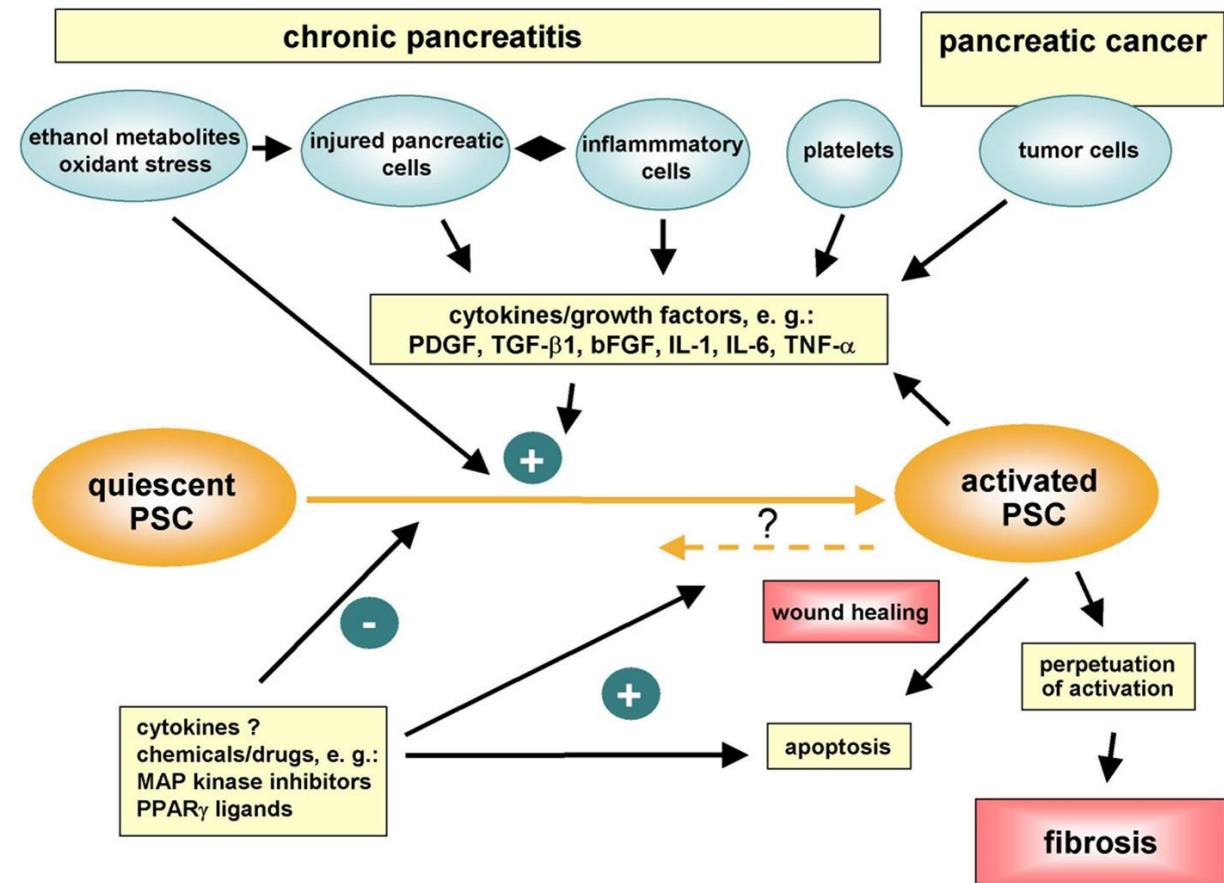 chronic pancreatitis
pancreatic cancer
ethanol metabolites
oxidant stress
injured pancreatic
cells
inflammmatory
cells
platelets
tumor cells
cytokines/growth factors, e. g.:
PDGF, TGF-β1, bFGF, IL-1, IL-6, TNF-α
+
quiescent
PSC
activated
PSC
?
wound healing
-
+
perpetuation
of activation
cytokines ?
chemicals/drugs, e. g.:
MAP kinase inhibitors
PPARγ ligands
apoptosis
fibrosis